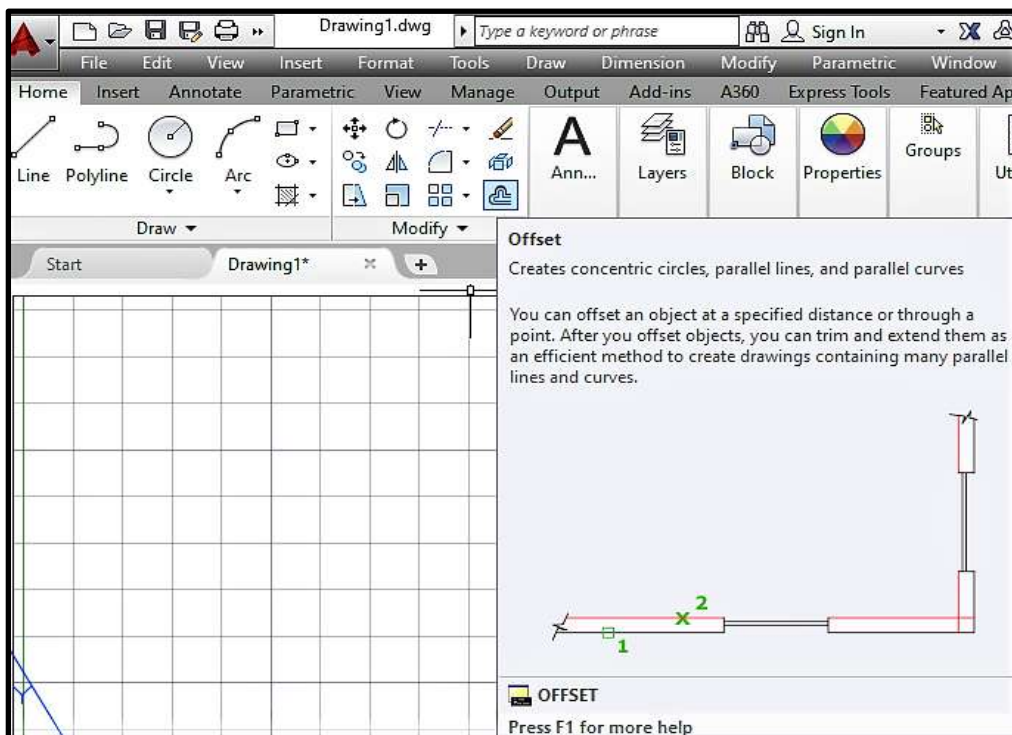 Drawing1.dwg Type a keyword or phrase Sign In
File Edit View Insert Format Tools Draw Dimension Modify Parametric Window
Home Insert Annotate Parametric View Manage Output Add-ins A360 Express Tools Featured Ap
Line Polyline Circle Arc Ann... Layers Block Properties Groups Ut
Draw Modify
Start Drawing1*
Offset
Creates concentric circles, parallel lines, and parallel curves
You can offset an object at a specified distance or through a
point. After you offset objects, you can trim and extend them as
an efficient method to create drawings containing many parallel
lines and curves.
2
1
Y
OFFSET
Press F1 for more help